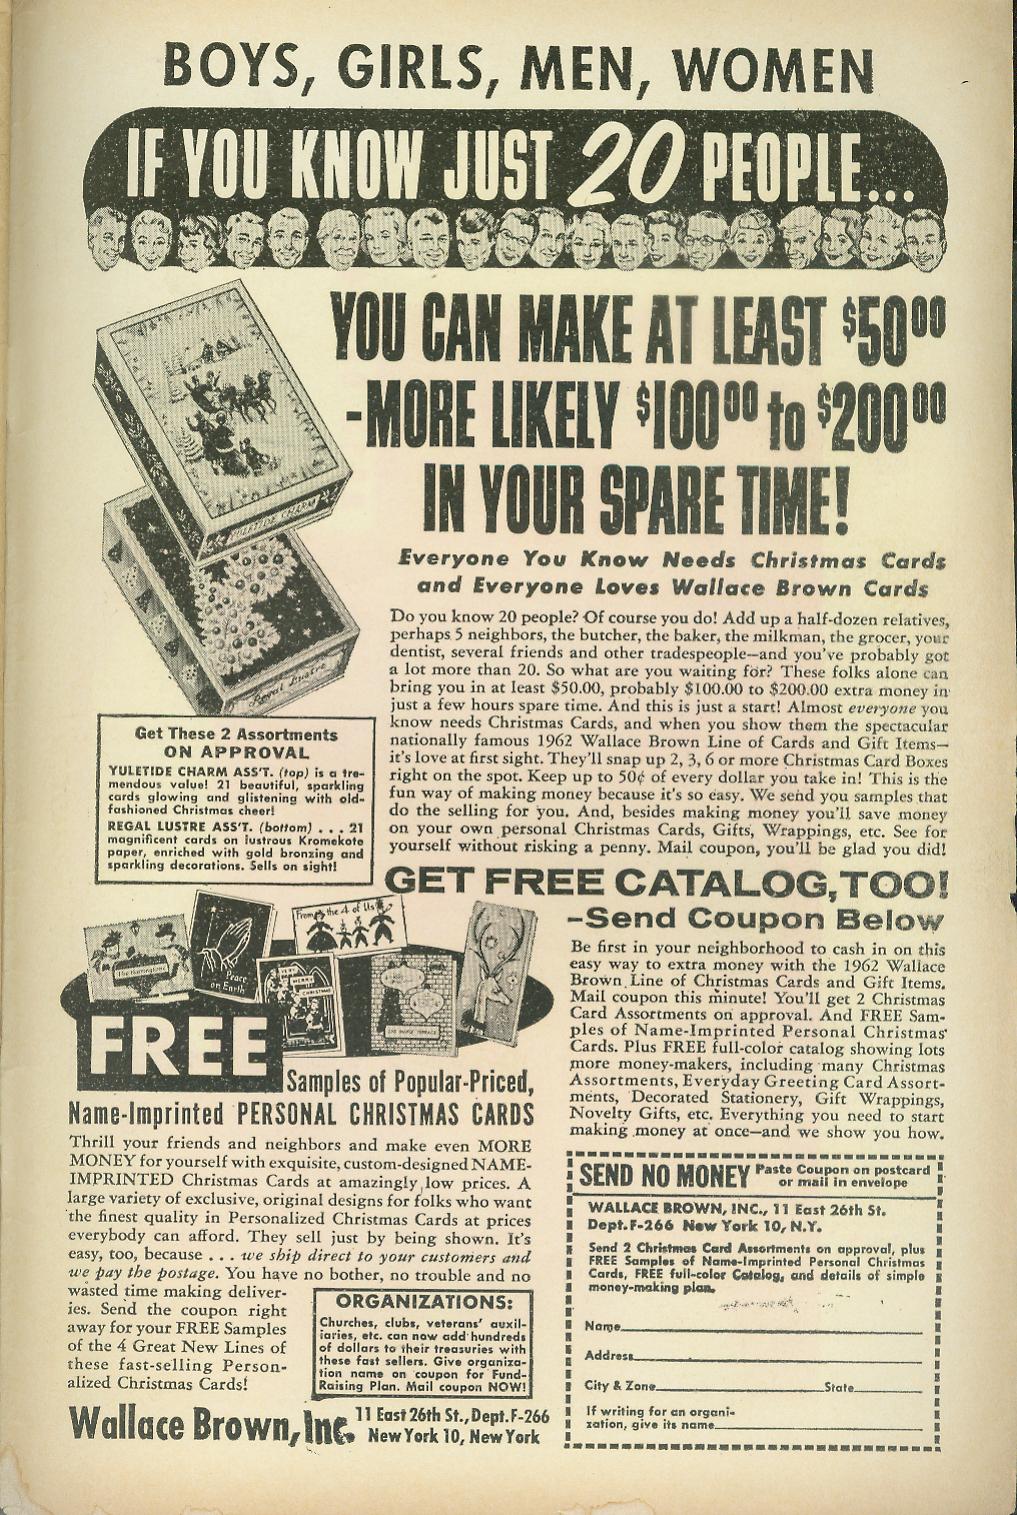 BOYS, GIRLS, MEN, WOMEN
IF YOU KNOW JUST 20 PEOPLE...
YOU CAN MAKE AT LEAST $50.00
-MORE LIKELY $100.00 to $200.00
IN YOUR SPARE TIME!
YULETIDE CHARM
Regal Lustre
Everyone You Know Needs Christmas Cards
and Everyone Loves Wallace Brown Cards
Do you know 20 people? Of course you do! Add up a half-dozen relatives,
perhaps 5 neighbors, the butcher, the baker, the milkman, the grocer, your
dentist, several friends and other tradespeople—and you've probably got
a lot more than 20. So what are you waiting for? These folks alone can
bring you in at least $50.00, probably $100.00 to $200.00 extra money in
just a few hours spare time. And this is just a start! Almost everyone you
know needs Christmas Cards, and when you show them the spectacular
nationally famous 1962 Wallace Brown Line of Cards and Gift Items—
it's love at first sight. They'll snap up 2, 3, 6 or more Christmas Card Boxes
right on the spot. Keep up to 50¢ of every dollar you take in! This is the
fun way of making money because it's so easy. We send you samples that
do the selling for you. And, besides making money you'll save money
on your own personal Christmas Cards, Gifts, Wrappings, etc. See for
yourself without risking a penny. Mail coupon, you'll be glad you did!
Get These 2 Assortments
ON APPROVAL
YULETIDE CHARM ASS'T. (top) is a tre-
mendous value! 21 beautiful, sparkling
cards glowing and glistening with old-
fashioned Christmas cheer!
REGAL LUSTRE ASS'T. (bottom) . . . 21
magnificent cards on lustrous Kromekote
paper, enriched with gold bronzing and
sparkling decorations. Sells on sight!
GET FREE CATALOG, TOO!
-Send Coupon Below
Be first in your neighborhood to cash in on this
easy way to extra money with the 1962 Wallace
Brown Line of Christmas Cards and Gift Items.
Mail coupon this minute! You'll get 2 Christmas
Card Assortments on approval. And FREE Sam-
ples of Name-Imprinted Personal Christmas
Cards. Plus FREE full-color catalog showing lots
more money-makers, including many Christmas
Assortments, Everyday Greeting Card Assort-
ments, Decorated Stationery, Gift Wrappings,
Novelty Gifts, etc. Everything you need to start
making money at once—and we show you how.
The Harringtons
Peace
on Earth
From the 4 of Us
VERY
MERRY
CHRISTMAS
FREE
Samples of Popular-Priced,
Name-Imprinted PERSONAL CHRISTMAS CARDS
Thrill your friends and neighbors and make even MORE
MONEY for yourself with exquisite, custom-designed NAME-
IMPRINTED Christmas Cards at amazingly low prices. A
large variety of exclusive, original designs for folks who want
the finest quality in Personalized Christmas Cards at prices
everybody can afford. They sell just by being shown. It's
easy, too, because . . . we ship direct to your customers and
we pay the postage. You have no bother, no trouble and no
wasted time making deliver-
ies. Send the coupon right
away for your FREE Samples
of the 4 Great New Lines of
these fast-selling Person-
alized Christmas Cards!
ORGANIZATIONS:
Churches, clubs, veterans' auxil-
iaries, etc. can now add hundreds
of dollars to their treasuries with
these fast sellers. Give organiza-
tion name on coupon for Fund-
Raising Plan. Mail coupon NOW!
Wallace Brown, Inc. 11 East 26th St., Dept. F-266
New York 10, New York
SEND NO MONEY Paste Coupon on postcard
or mail in envelope
WALLACE BROWN, INC., 11 East 26th St.
Dept. F-266 New York 10, N.Y.
Send 2 Christmas Card Assortments on approval, plus
FREE Samples of Name-Imprinted Personal Christmas
Cards, FREE full-color Catalog, and details of simple
money-making plan.
Name
Address
City & Zone State
If writing for an organi-
zation, give its name